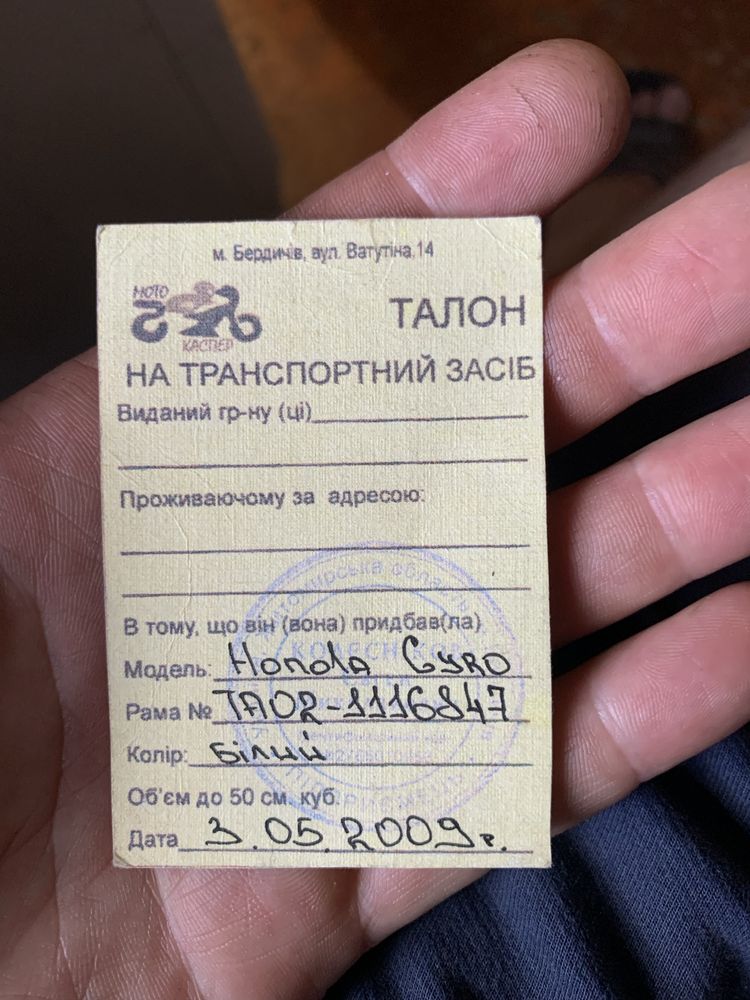 м. Бердичів, вул. Ватутіна.14
МОТО
КАСПЕР
ТАЛОН
НА ТРАНСПОРТНИЙ ЗАСІБ
Виданий гр-ну (ці)
Проживаючому за адресою:
В тому, що він (вона) придбав(ла)
Модель: Honda Gyro
Рама № TA02-1116847
Колір: білий
Об'єм до 50 см. куб.
Дата 3.05.2009 г.